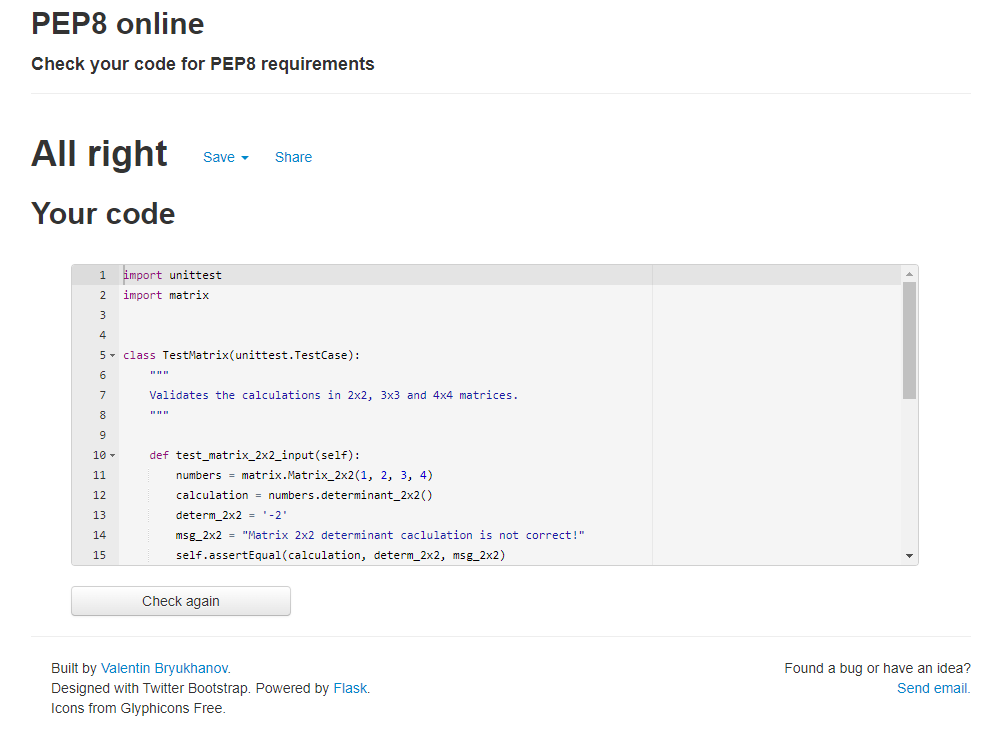 PEP8 online
Check your code for PEP8 requirements
All right Save Share
Your code
1 import unittest
2 import matrix
3
4
5 class TestMatrix(unittest.TestCase):
6 """
7 Validates the calculations in 2x2, 3x3 and 4x4 matrices.
8 """
9
10 def test_matrix_2x2_input(self):
11 numbers = matrix.Matrix_2x2(1, 2, 3, 4)
12 calculation = numbers.determinant_2x2()
13 determ_2x2 = '-2'
14 msg_2x2 = "Matrix 2x2 determinant caclulation is not correct!"
15 self.assertEqual(calculation, determ_2x2, msg_2x2)
Check again
Built by Valentin Bryukhanov.
Designed with Twitter Bootstrap. Powered by Flask.
Icons from Glyphicons Free.
Found a bug or have an idea?
Send email.